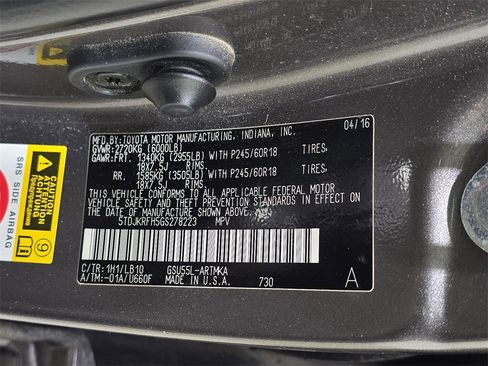 04/16
MFD.BY:TOYOTA MOTOR MANUFACTURING, INDIANA, INC.
GVWR:2720KG (6000LB)
GAWR:FRT. 1340KG (2955LB) WITH P245/60R18 TIRES,
18X7.5J RIMS.
RR. 1585KG (3505LB) WITH P245/60R18 TIRES,
18X7.5J RIMS.
THIS VEHICLE CONFORMS TO ALL APPLICABLE FEDERAL MOTOR
VEHICLE SAFETY AND THEFT PREVENTION STANDARDS IN EFFECT
ON THE DATE OF MANUFACTURE SHOWN ABOVE.
5TDJKRFH5GS278223 MPV
C/TR:1H1/LB10 GSU55L-ARTMKA
A/TM:-01A/U660F MADE IN U.S.A. 730
A
SRS SIDE AIRBAG
ATTENTION
ACHTUNG